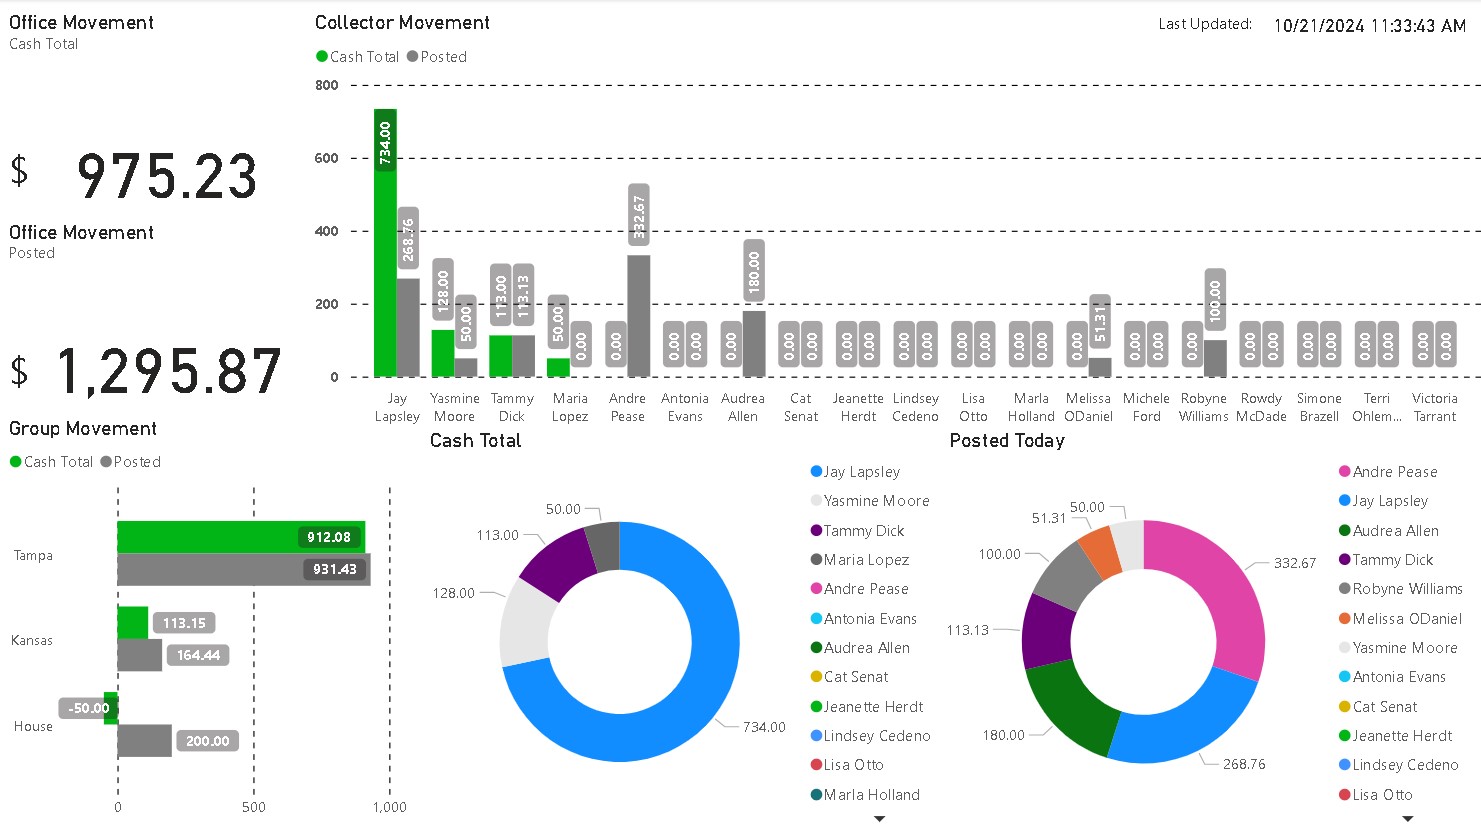 Office Movement
Cash Total
$ 975.23
Office Movement
Posted
$ 1,295.87
Collector Movement
Cash Total Posted
Last Updated: 10/21/2024 11:33:43 AM
800
600
400
200
0
734.00
268.76
128.00
50.00
113.00
113.13
50.00
0.00
0.00
332.67
0.00
0.00
0.00
180.00
0.00
0.00
0.00
0.00
0.00
0.00
0.00
0.00
0.00
0.00
0.00
51.31
0.00
0.00
0.00
100.00
0.00
0.00
0.00
0.00
0.00
0.00
0.00
0.00
Jay
Lapsley
Yasmine
Moore
Tammy
Dick
Maria
Lopez
Andre
Pease
Antonia
Evans
Audrea
Allen
Cat
Senat
Jeanette
Herdt
Lindsey
Cedeno
Lisa
Otto
Marla
Holland
Melissa
ODaniel
Michele
Ford
Robyne
Williams
Rowdy
McDade
Simone
Brazell
Terri
Ohlem...
Victoria
Tarrant
Group Movement
Cash Total Posted
Tampa
912.08
931.43
Kansas
113.15
164.44
House
-50.00
200.00
0
500
1,000
Cash Total
50.00
113.00
128.00
734.00
Jay Lapsley
Yasmine Moore
Tammy Dick
Maria Lopez
Andre Pease
Antonia Evans
Audrea Allen
Cat Senat
Jeanette Herdt
Lindsey Cedeno
Lisa Otto
Marla Holland
Posted Today
50.00
51.31
100.00
113.13
180.00
332.67
268.76
Andre Pease
Jay Lapsley
Audrea Allen
Tammy Dick
Robyne Williams
Melissa ODaniel
Yasmine Moore
Antonia Evans
Cat Senat
Jeanette Herdt
Lindsey Cedeno
Lisa Otto